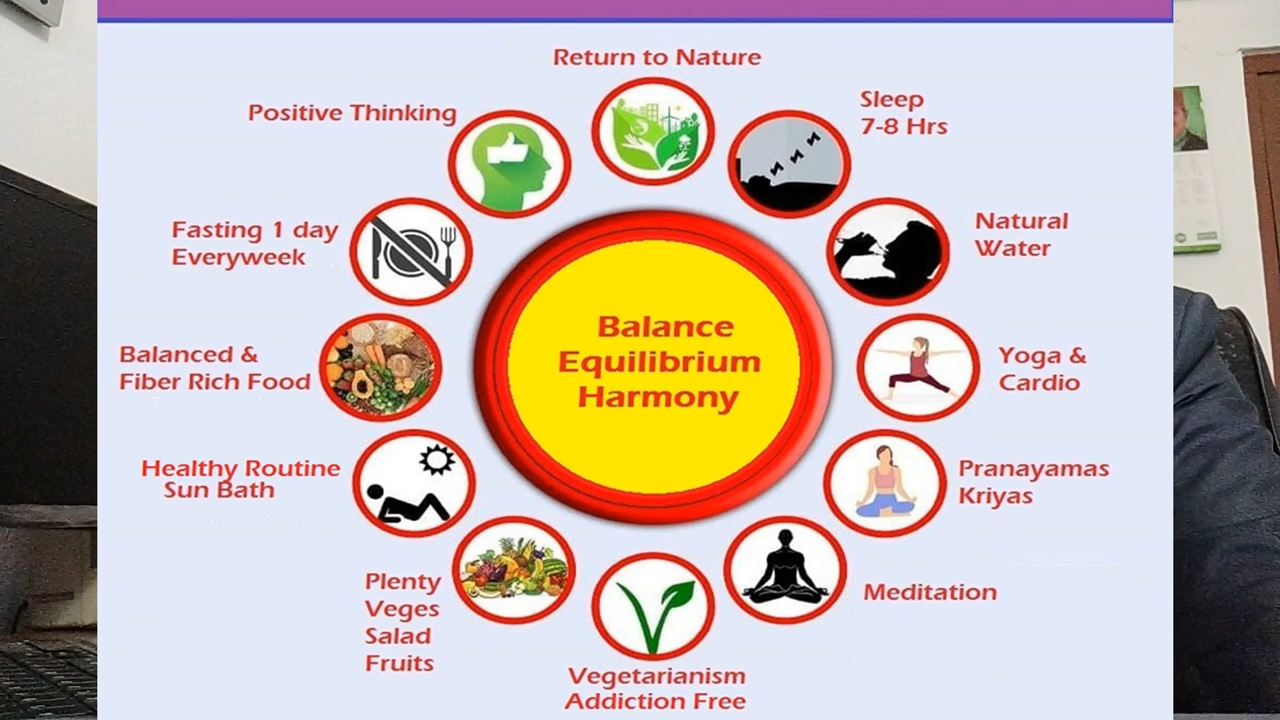 Return to Nature
Sleep
7-8 Hrs
Natural
Water
Yoga &
Cardio
Pranayamas
Kriyas
Meditation
Vegetarianism
Addiction Free
Plenty
Veges
Salad
Fruits
Healthy Routine
Sun Bath
Balanced &
Fiber Rich Food
Fasting 1 day
Everyweek
Positive Thinking
Balance
Equilibrium
Harmony